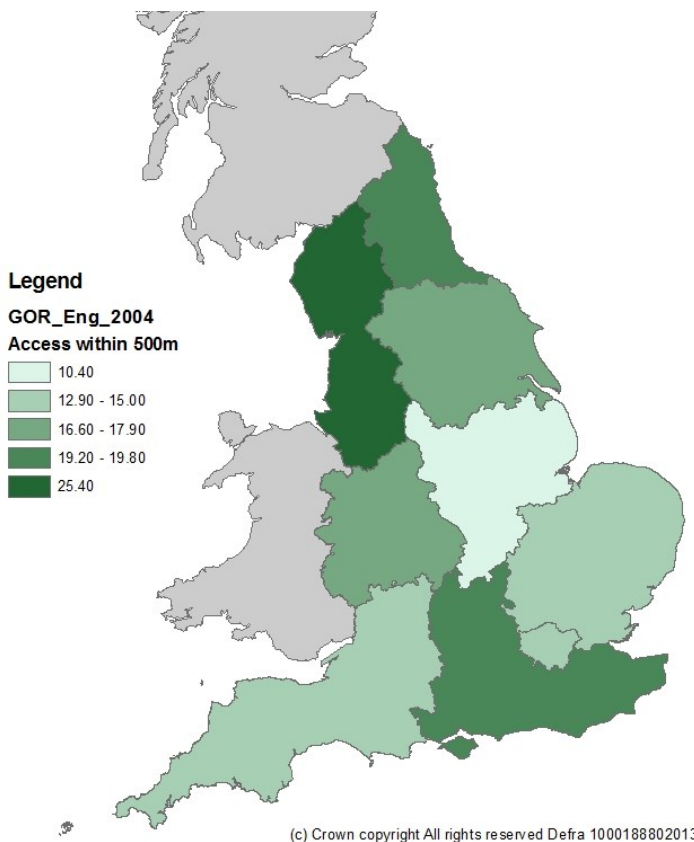 Legend
GOR_Eng_2004
Access within 500m
10.40
12.90 - 15.00
16.60 - 17.90
19.20 - 19.80
25.40
(c) Crown copyright All rights reserved Defra 1000188802013